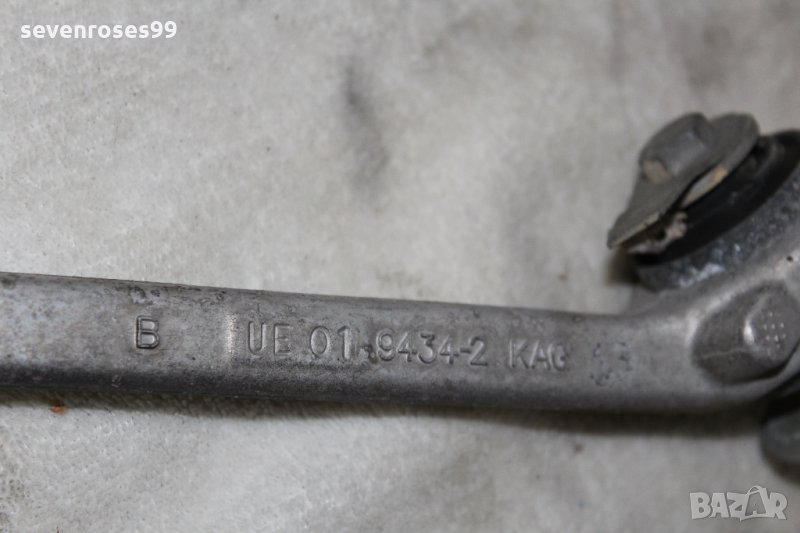 sevenroses99
B UE 01-9434-2 KAG
BAZAR